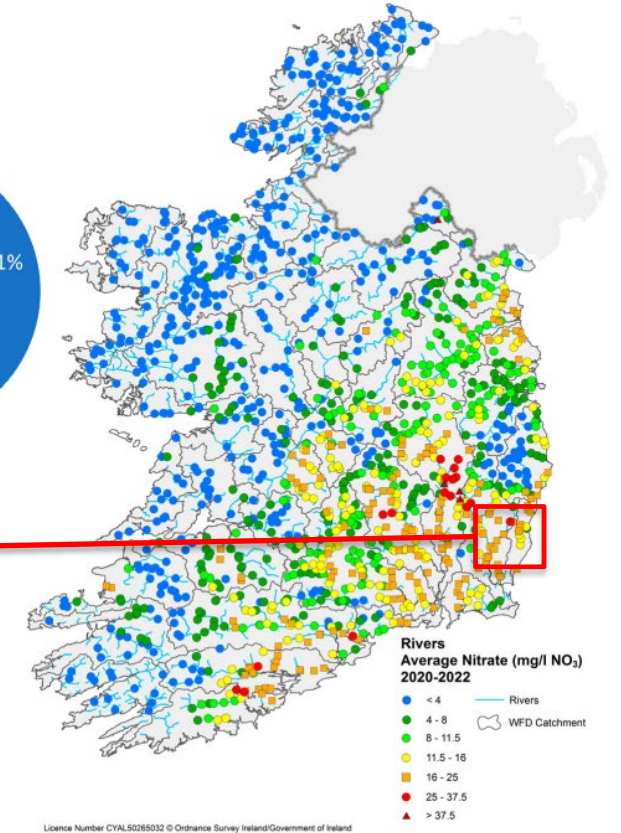 1%
Rivers
Average Nitrate (mg/l NO₃)
2020-2022
< 4
4 - 8
8 - 11.5
11.5 - 16
16 - 25
25 - 37.5
> 37.5
Rivers
WFD Catchment
Licence Number CYAL50265032 © Ordnance Survey Ireland/Government of Ireland